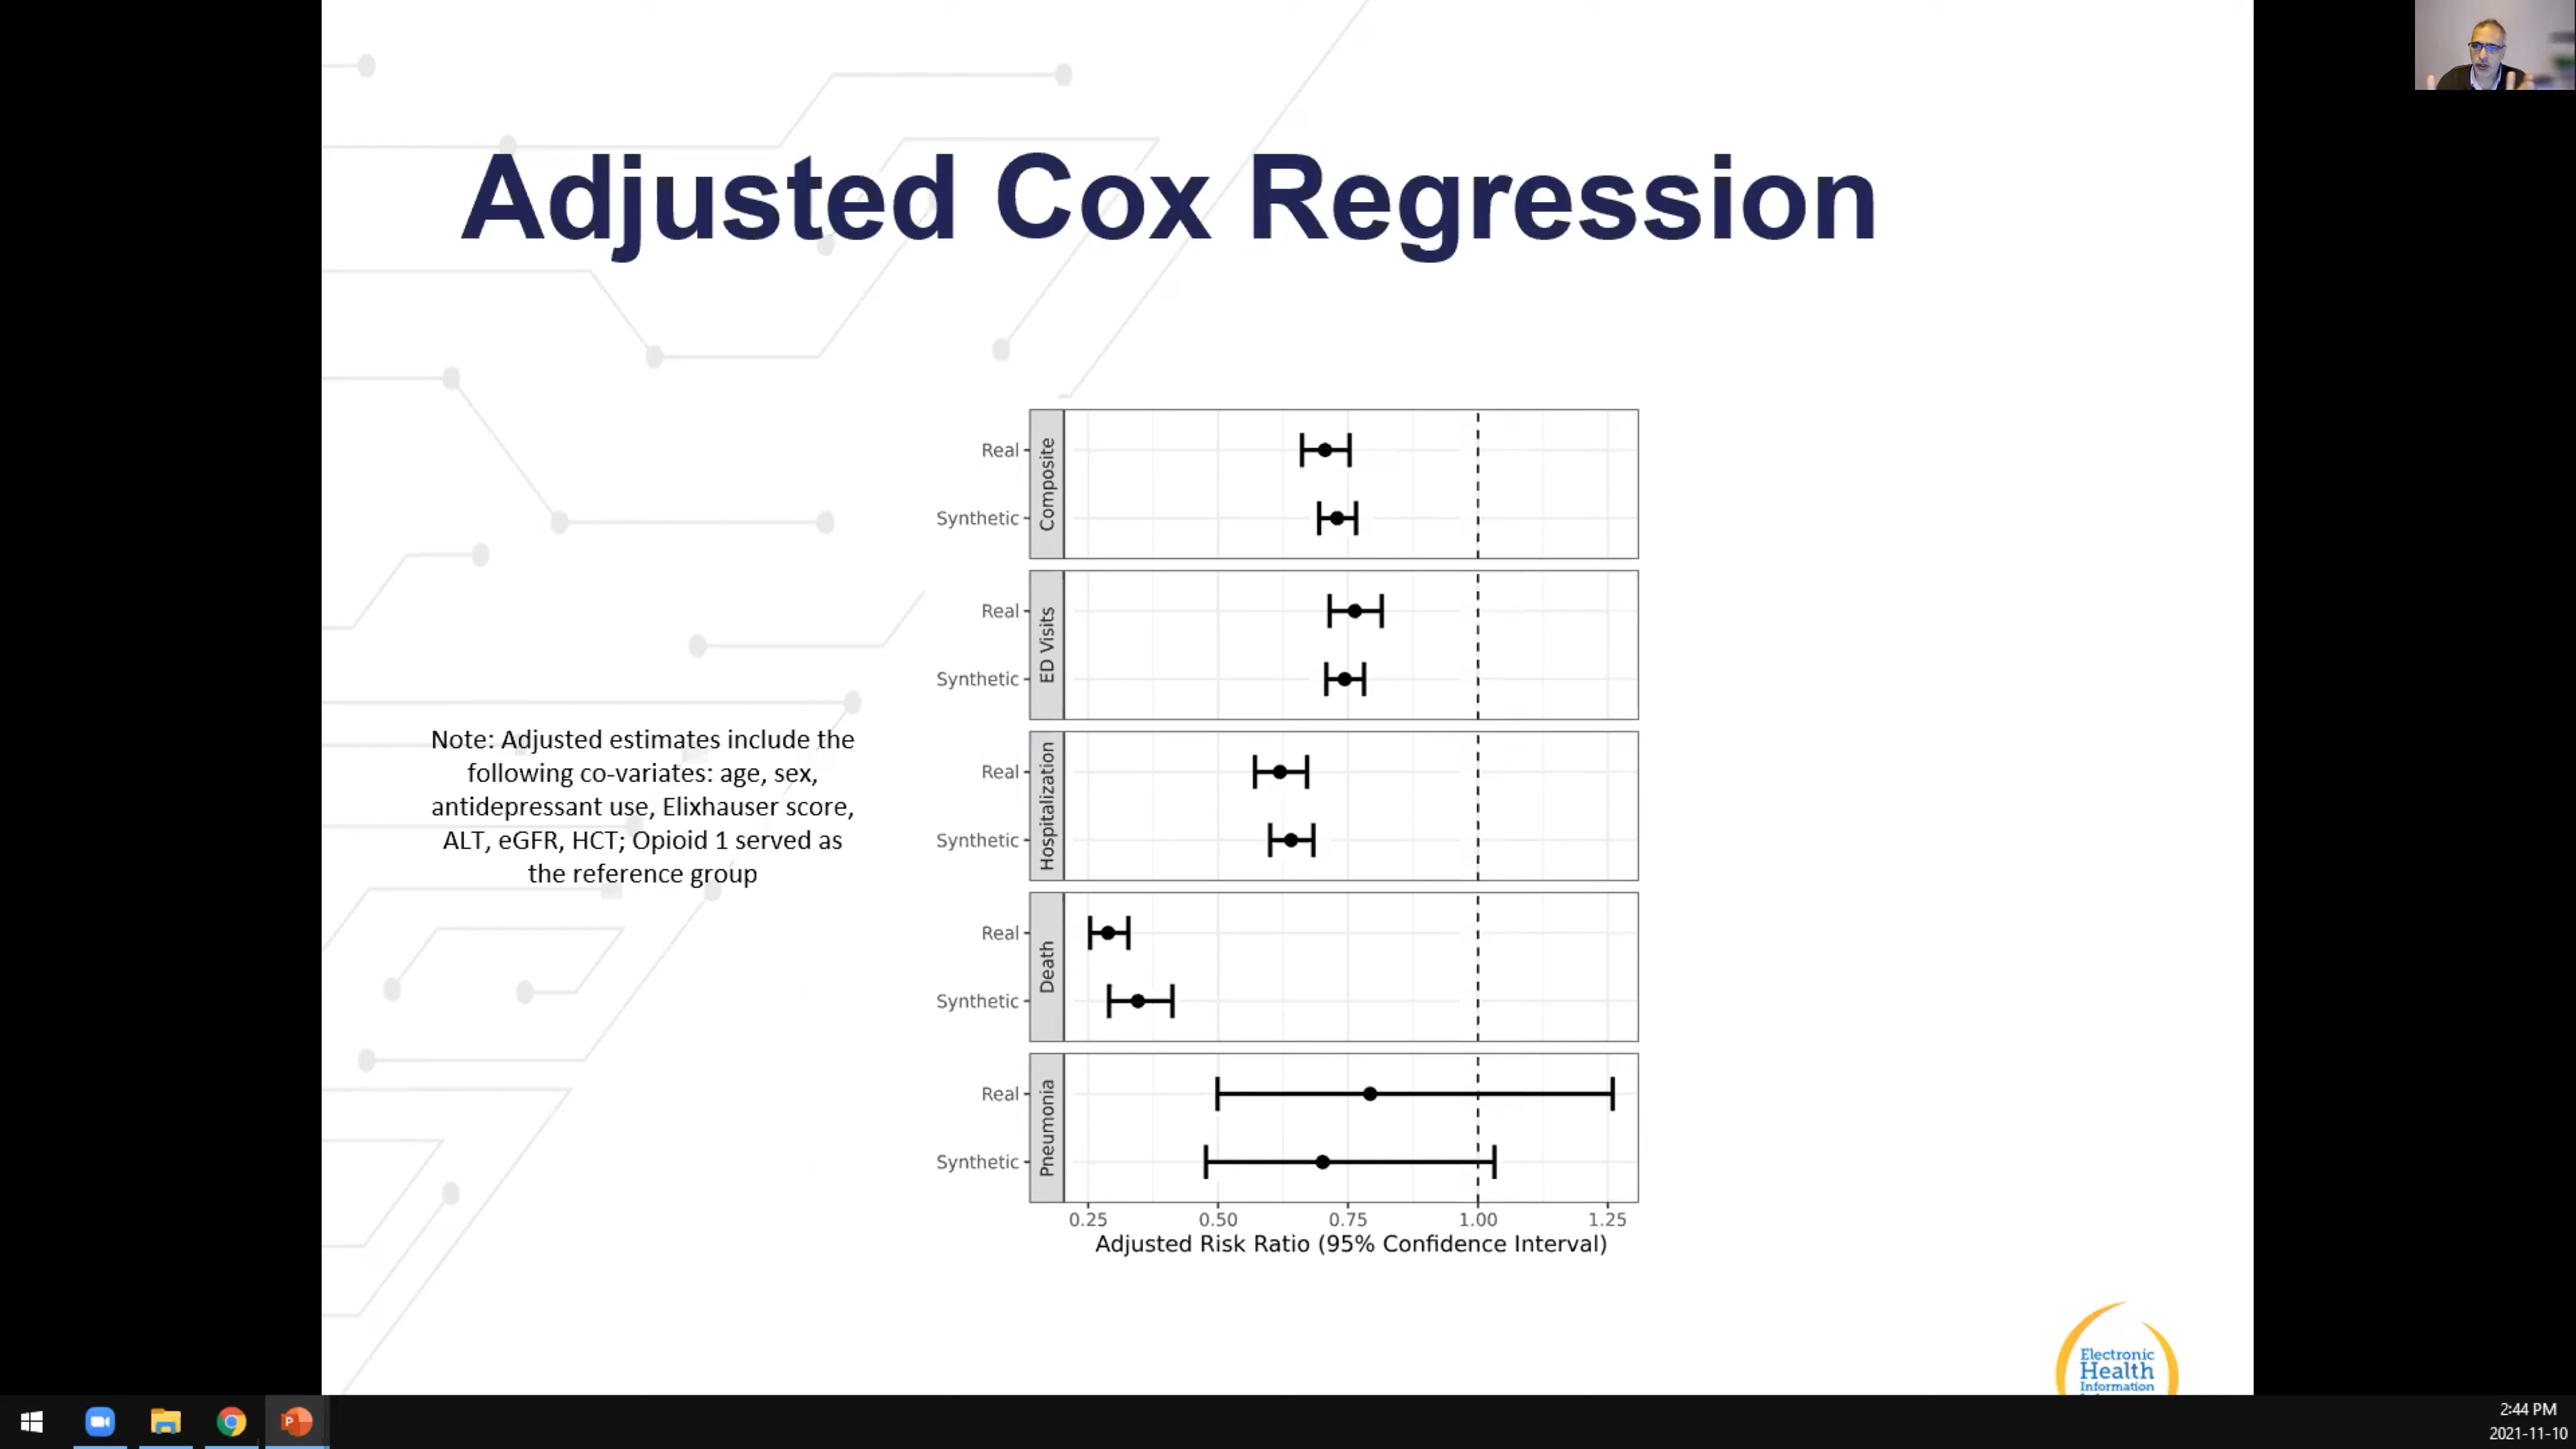 Adjusted Cox Regression
Note: Adjusted estimates include the
following co-variates: age, sex,
antidepressant use, Elixhauser score,
ALT, eGFR, HCT; Opioid 1 served as
the reference group
Real
Synthetic
Composite
Real
Synthetic
ED Visits
Real
Synthetic
Hospitalization
Real
Synthetic
Death
Real
Synthetic
Pneumonia
0.25 0.50 0.75 1.00 1.25
Adjusted Risk Ratio (95% Confidence Interval)
Electronic
Health
Information
P
2:44 PM
2021-11-10